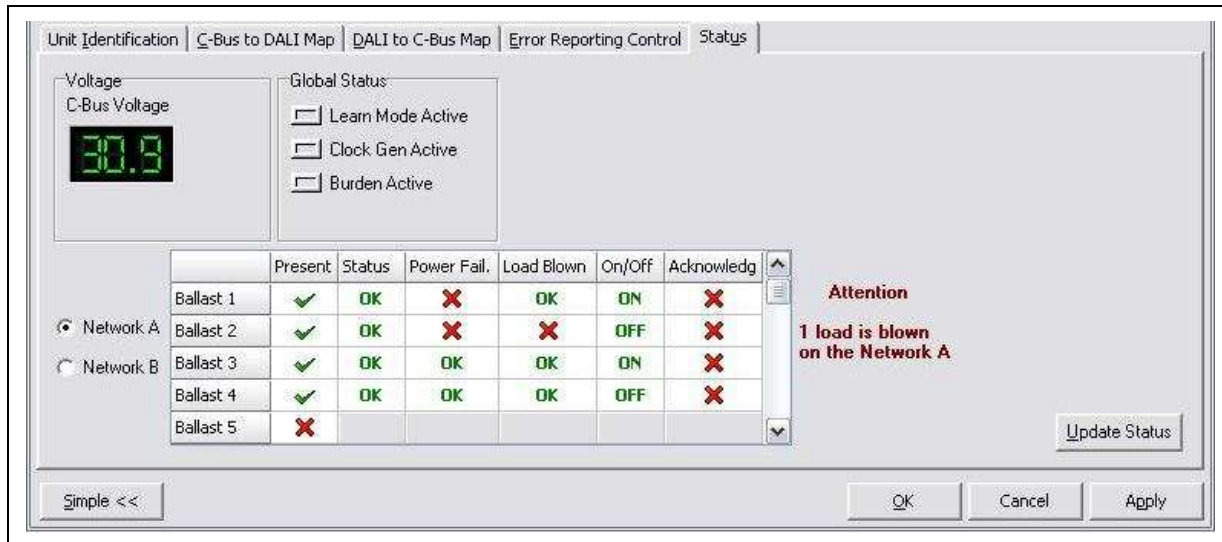 Unit Identification C-Bus to DALI Map DALI to C-Bus Map Error Reporting Control Status
Voltage
C-Bus Voltage
30.9
Global Status
Learn Mode Active
Clock Gen Active
Burden Active
Network A
Network B
Present Status Power Fail. Load Blown On/Off Acknowledg
Ballast 1 OK OK ON
Ballast 2 OK OFF
Ballast 3 OK OK OK ON
Ballast 4 OK OK OK OFF
Ballast 5
Attention
1 load is blown
on the Network A
Update Status
Simple << OK Cancel Apply